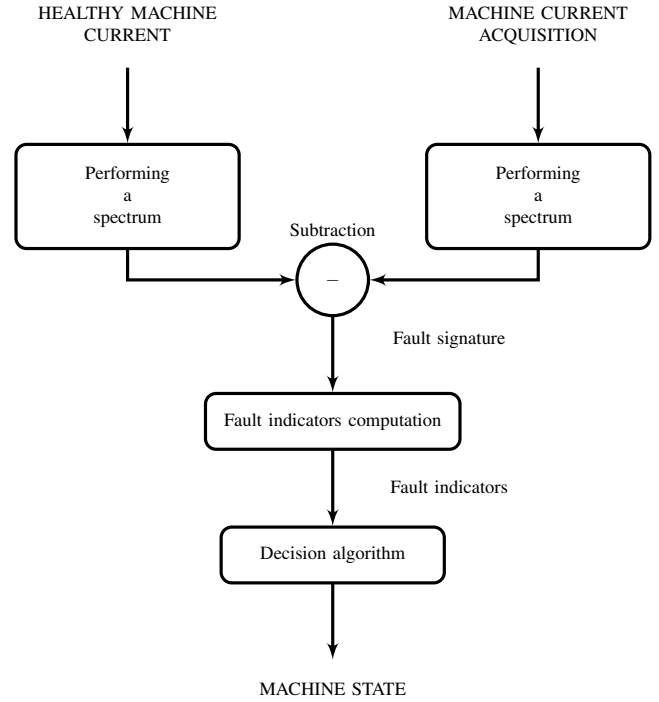 HEALTHY MACHINE
CURRENT
MACHINE CURRENT
ACQUISITION
Performing
a
spectrum
Performing
a
spectrum
Subtraction
−
Fault signature
Fault indicators computation
Fault indicators
Decision algorithm
MACHINE STATE